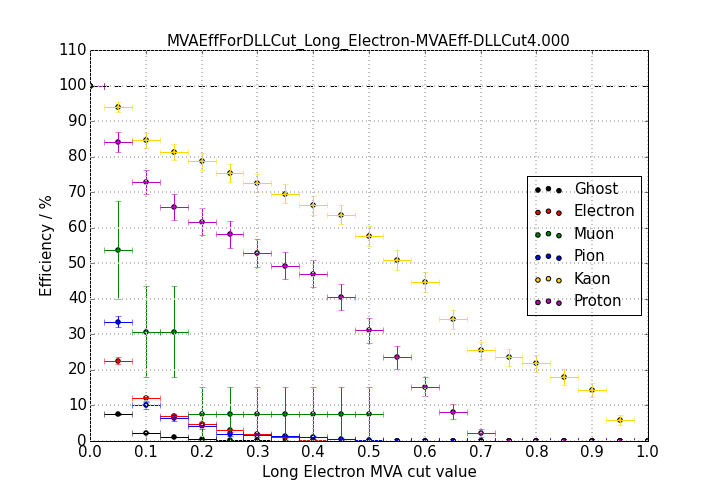 MVAEffForDLLCut_Long_Electron-MVAEff-DLLCut4.000
110
100
90
80
70
60
50
40
30
20
10
0
Efficiency / %
Ghost
Electron
Muon
Pion
Kaon
Proton
0.0 0.1 0.2 0.3 0.4 0.5 0.6 0.7 0.8 0.9 1.0
Long Electron MVA cut value